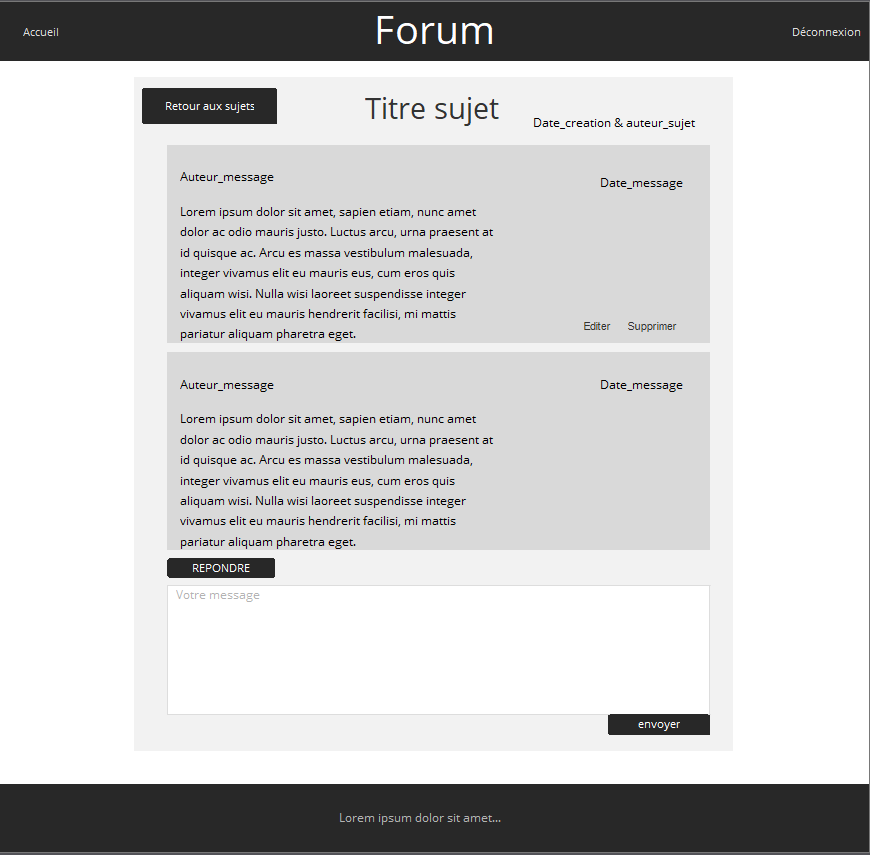 Accueil
Forum
Déconnexion
Retour aux sujets
Titre sujet
Date_creation & auteur_sujet
Auteur_message
Date_message
Lorem ipsum dolor sit amet, sapien etiam, nunc amet
dolor ac odio mauris justo. Luctus arcu, urna praesent at
id quisque ac. Arcu es massa vestibulum malesuada,
integer vivamus elit eu mauris eus, cum eros quis
aliquam wisi. Nulla wisi laoreet suspendisse integer
vivamus elit eu mauris hendrerit facilisi, mi mattis
pariatur aliquam pharetra eget.
Editer
Supprimer
Auteur_message
Date_message
Lorem ipsum dolor sit amet, sapien etiam, nunc amet
dolor ac odio mauris justo. Luctus arcu, urna praesent at
id quisque ac. Arcu es massa vestibulum malesuada,
integer vivamus elit eu mauris eus, cum eros quis
aliquam wisi. Nulla wisi laoreet suspendisse integer
vivamus elit eu mauris hendrerit facilisi, mi mattis
pariatur aliquam pharetra eget.
REPONDRE
Votre message
envoyer
Lorem ipsum dolor sit amet...